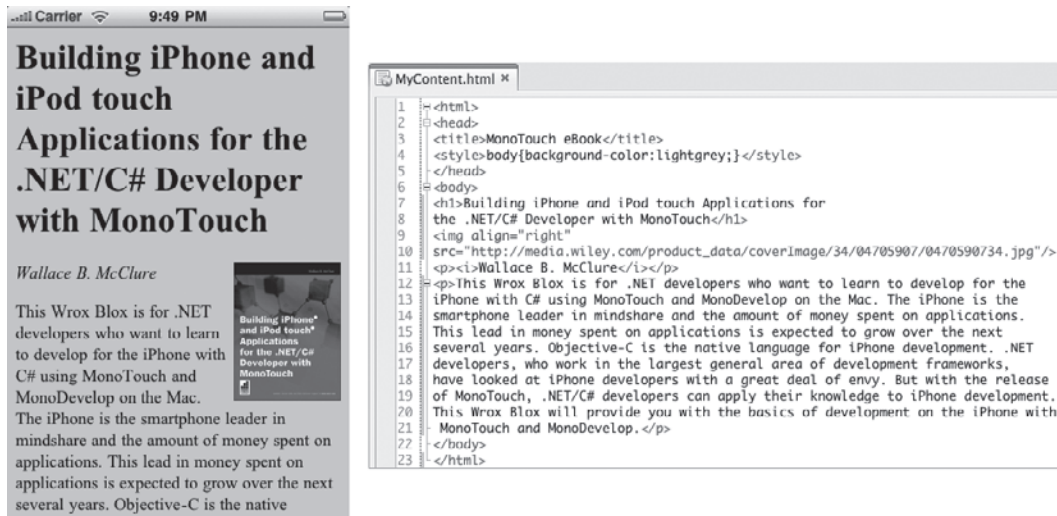 Carrier 9:49 PM
Building iPhone and
iPod touch
Applications for the
.NET/C# Developer
with MonoTouch
Wallace B. McClure
This Wrox Blox is for .NET
developers who want to learn
to develop for the iPhone with
C# using MonoTouch and
MonoDevelop on the Mac.
The iPhone is the smartphone leader in
mindshare and the amount of money spent on
applications. This lead in money spent on
applications is expected to grow over the next
several years. Objective-C is the native
Building iPhone®
and iPod touch®
Applications
for the .NET/C#
Developer with
MonoTouch
MyContent.html ×
1 <html>
2 <head>
3 <title>MonoTouch eBook</title>
4 <style>body{background-color:lightgrey;}</style>
5 </head>
6 <body>
7 <h1>Building iPhone and iPod touch Applications for
8 the .NET/C# Developer with MonoTouch</h1>
9 <img align="right"
10 src="http://media.wiley.com/product_data/coverImage/34/04705907/0470590734.jpg"/>
11 <p><i>Wallace B. McClure</i></p>
12 <p>This Wrox Blox is for .NET developers who want to learn to develop for the
13 iPhone with C# using MonoTouch and MonoDevelop on the Mac. The iPhone is the
14 smartphone leader in mindshare and the amount of money spent on applications.
15 This lead in money spent on applications is expected to grow over the next
16 several years. Objective-C is the native language for iPhone development. .NET
17 developers, who work in the largest general area of development frameworks,
18 have looked at iPhone developers with a great deal of envy. But with the release
19 of MonoTouch, .NET/C# developers can apply their knowledge to iPhone development.
20 This Wrox Blox will provide you with the basics of development on the iPhone with
21 MonoTouch and MonoDevelop.</p>
22 </body>
23 </html>